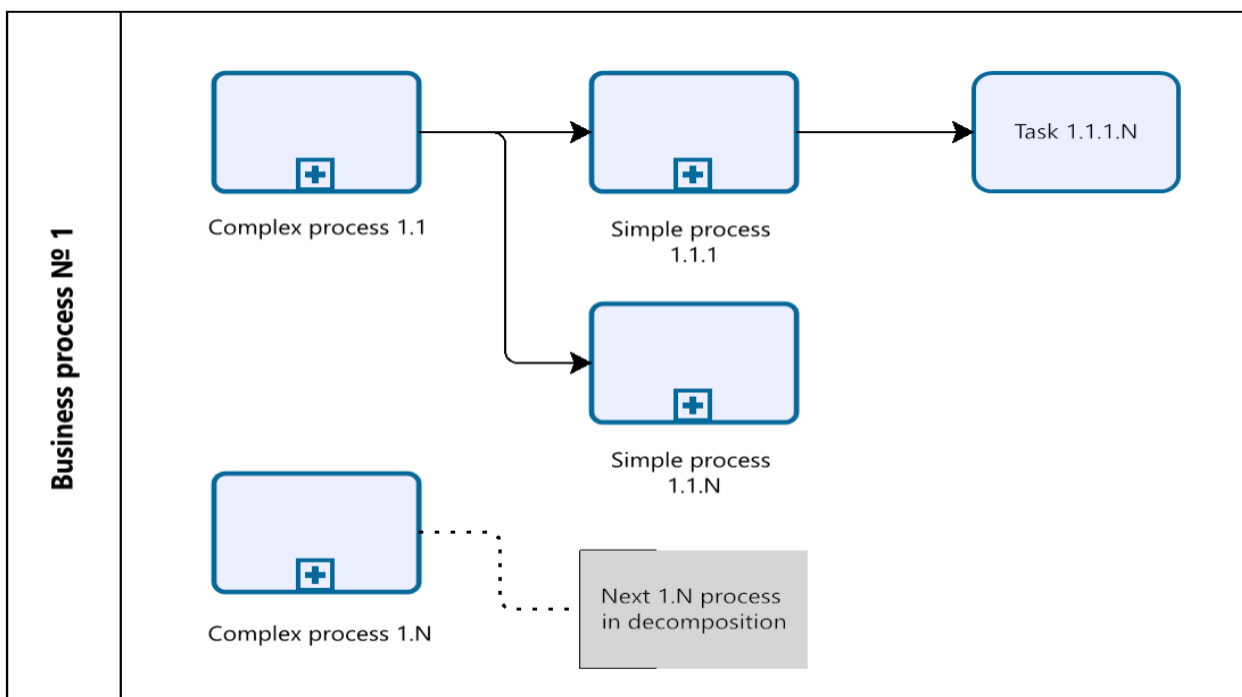 Business process № 1
Task 1.1.1.N
Complex process 1.1
Simple process
1.1.1
Simple process
1.1.N
Next 1.N process
in decomposition
Complex process 1.N